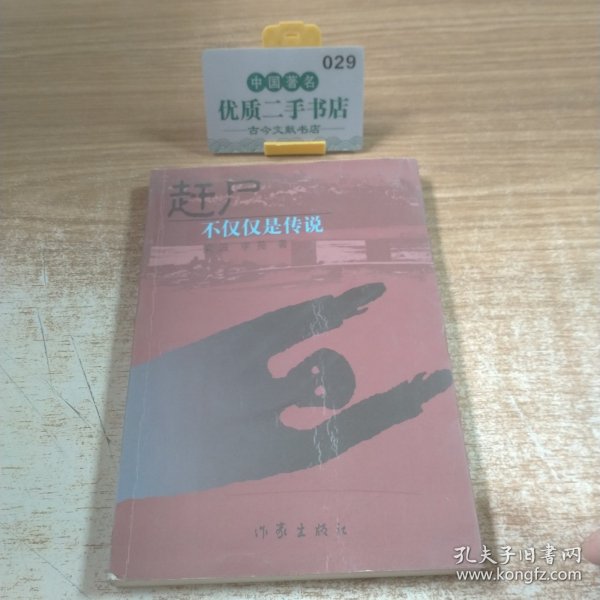 029
中国著名
优质二手书店
古今文献书店
赶尸
不仅仅是传说
著
作家出版社
孔夫子旧书网
www.kongfz.com